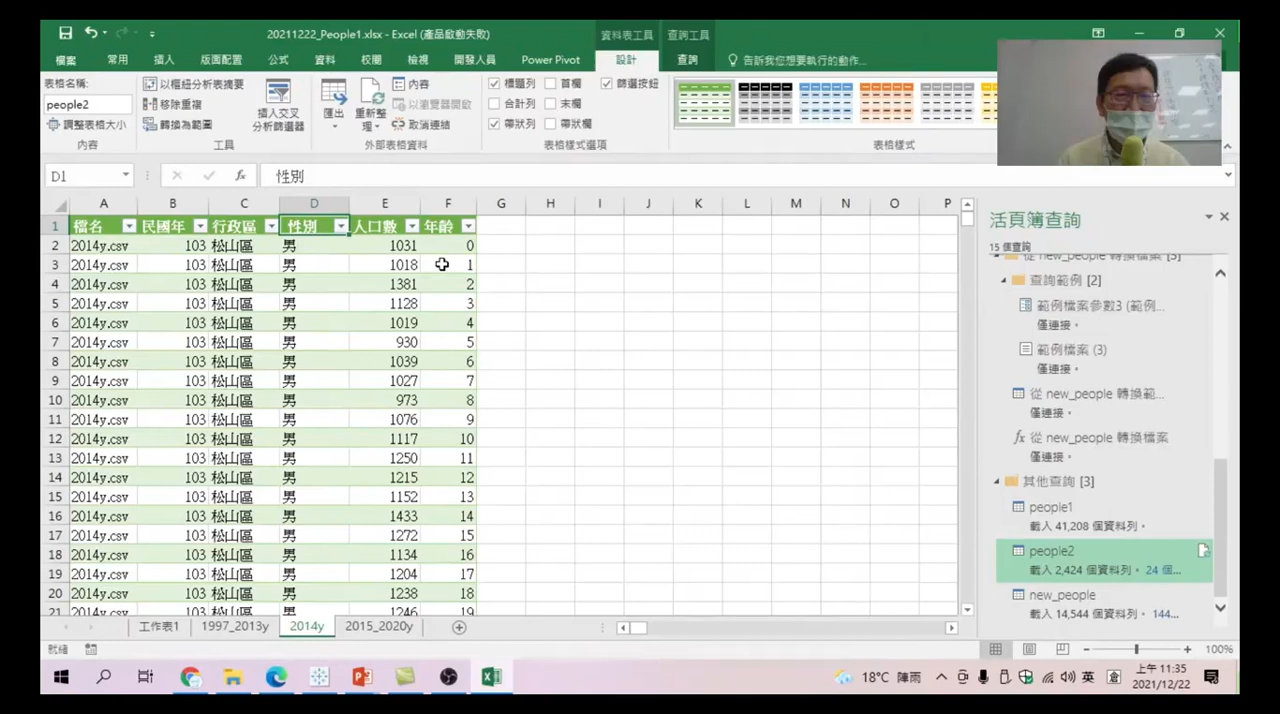 20211222_People1.xlsx - Excel (產品啟動失敗)
資料表工具 查詢工具
檔案 常用 插入 版面配置 公式 資料 校閱 檢視 開發人員 Power Pivot 設計 查詢 告訴我您想要執行的動作...
表格名稱:
people2
調整表格大小
內容
以樞紐分析表摘要
移除重複
轉換為範圍
插入交叉
分析篩選器
工具
匯出
重新整
理
內容
以瀏覽器開啟
取消連結
外部表格資料
標題列 首欄 篩選按鈕
合計列 末欄
帶狀列 帶狀欄
表格樣式選項
表格樣式
D1 fx 性別
A B C D E F G H I J K L M N O P
1 檔名 民國年 行政區 性別 人口數 年齡
2 2014y.csv 103 松山區 男 1031 0
3 2014y.csv 103 松山區 男 1018 1
4 2014y.csv 103 松山區 男 1381 2
5 2014y.csv 103 松山區 男 1128 3
6 2014y.csv 103 松山區 男 1019 4
7 2014y.csv 103 松山區 男 930 5
8 2014y.csv 103 松山區 男 1039 6
9 2014y.csv 103 松山區 男 1027 7
10 2014y.csv 103 松山區 男 973 8
11 2014y.csv 103 松山區 男 1076 9
12 2014y.csv 103 松山區 男 1117 10
13 2014y.csv 103 松山區 男 1250 11
14 2014y.csv 103 松山區 男 1215 12
15 2014y.csv 103 松山區 男 1152 13
16 2014y.csv 103 松山區 男 1433 14
17 2014y.csv 103 松山區 男 1272 15
18 2014y.csv 103 松山區 男 1134 16
19 2014y.csv 103 松山區 男 1204 17
20 2014y.csv 103 松山區 男 1238 18
21 2014y.csv 103 松山區 男 1246 19
活頁簿查詢
15 個查詢
從 new_people 轉換檔案 [3]
查詢範例 [2]
範例檔案參數3 (範例...
僅連接。
範例檔案 (3)
僅連接。
從 new_people 轉換範...
僅連接。
fx 從 new_people 轉換檔案
僅連接。
其他查詢 [3]
people1
載入 41,208 個資料列。
people2
載入 2,424 個資料列。 24 個...
new_people
載入 14,544 個資料列。 144...
工作表1 1997_2013y 2014y 2015_2020y
就緒 100%
18°C 陣雨 英 倉
上午 11:35
2021/12/22